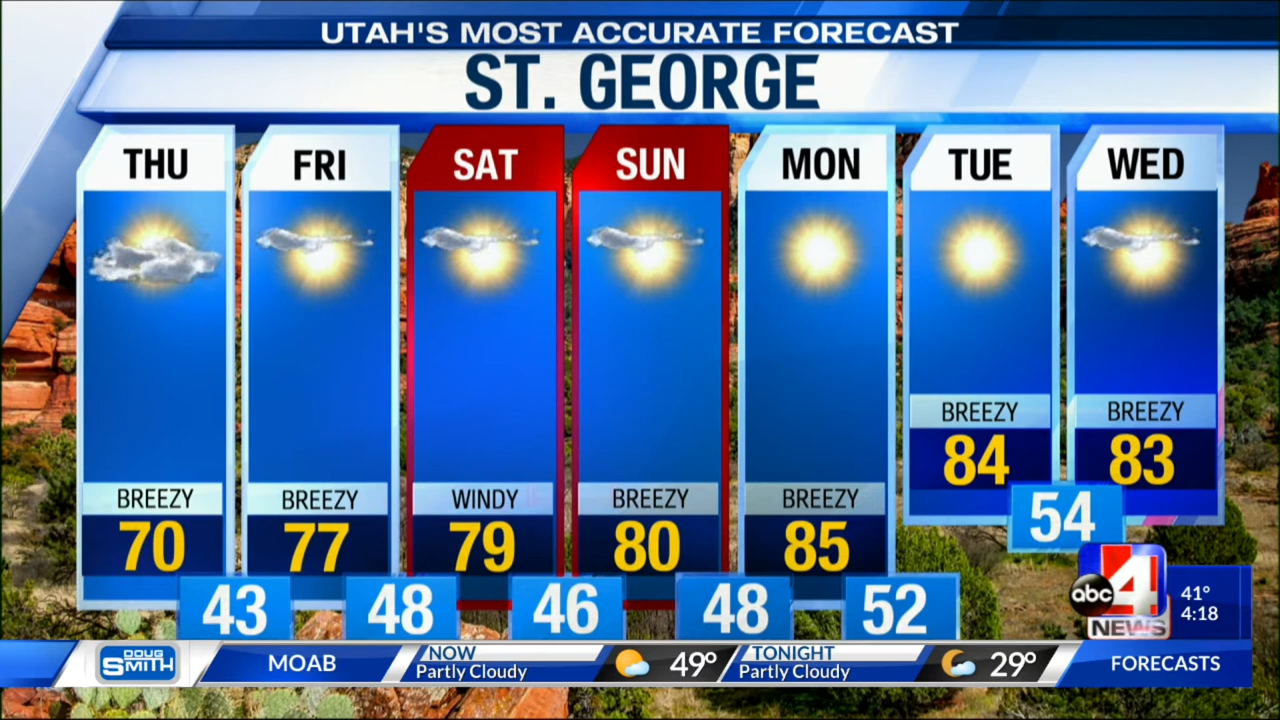 UTAH'S MOST ACCURATE FORECAST
ST. GEORGE
THU FRI SAT SUN MON TUE WED
BREEZY BREEZY WINDY BREEZY BREEZY BREEZY BREEZY
70 77 79 80 85 84 83
43 48 46 48 52 54
abc 4
NEWS
41°
4:18
DOUG
SMITH
MOAB
NOW
Partly Cloudy
49°
TONIGHT
Partly Cloudy
29°
FORECASTS